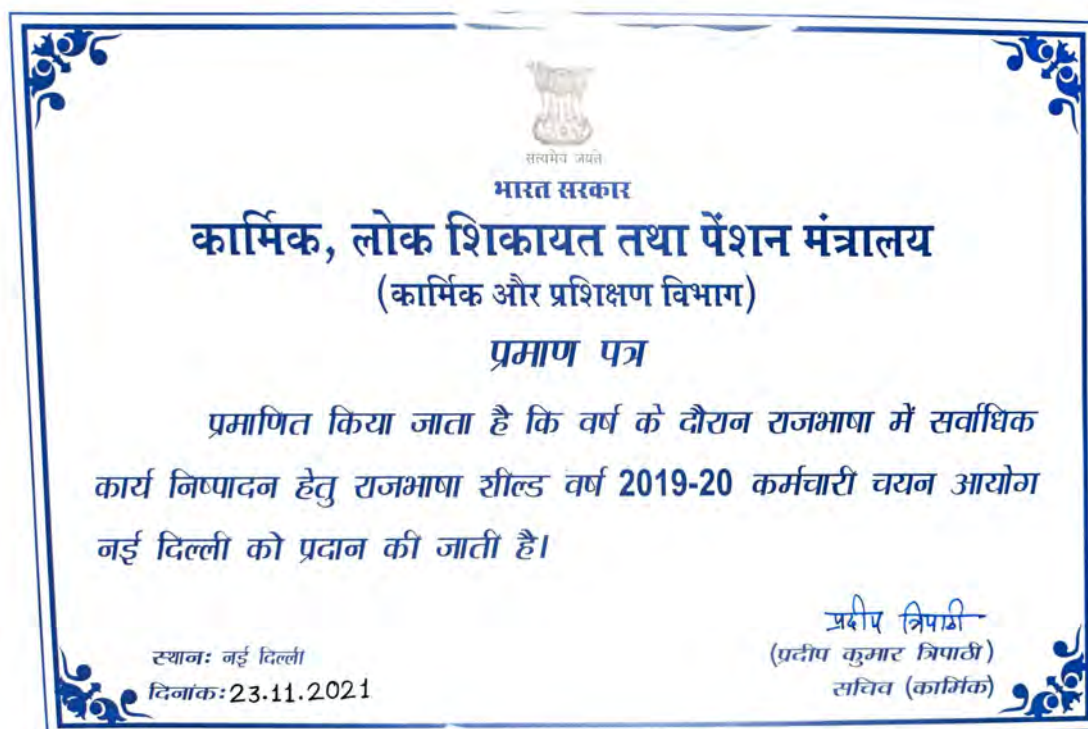 सत्यमेव जयते
भारत सरकार
कार्मिक, लोक शिकायत तथा पेंशन मंत्रालय
(कार्मिक और प्रशिक्षण विभाग)
प्रमाण पत्र
प्रमाणित किया जाता है कि वर्ष के दौरान राजभाषा में सर्वाधिक
कार्य निष्पादन हेतु राजभाषा शील्ड वर्ष 2019-20 कर्मचारी चयन आयोग
नई दिल्ली को प्रदान की जाती है।
प्रदीप त्रिपाठी
(प्रदीप कुमार त्रिपाठी)
सचिव (कार्मिक)
स्थानः नई दिल्ली
दिनांकः 23.11.2021